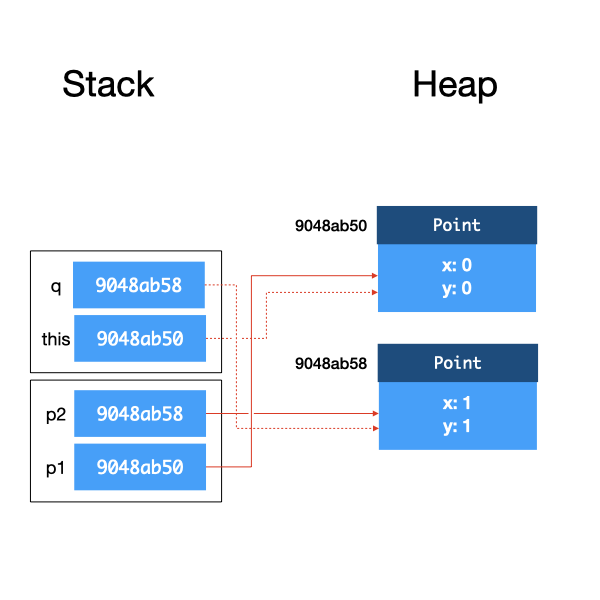 Stack
Heap
9048ab50
Point
x: 0
y: 0
q
9048ab58
this
9048ab50
9048ab58
Point
x: 1
y: 1
p2
9048ab58
p1
9048ab50